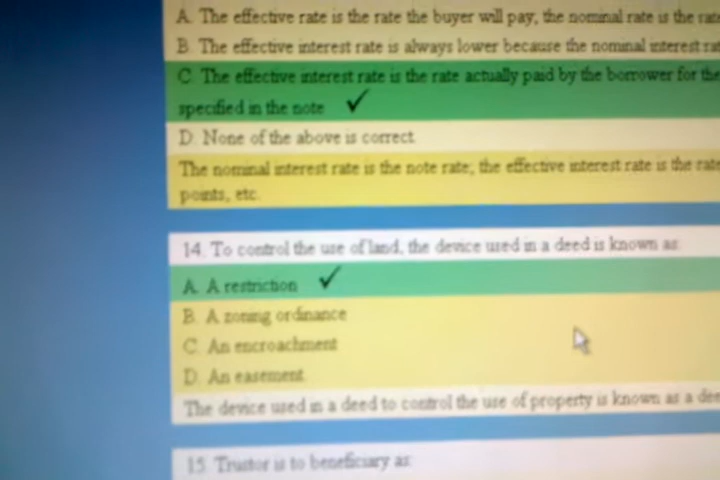 A. The effective rate is the rate the buyer will pay, the nominal rate is the
B. The effective interest rate is always lower because the nominal interest
C. The effective interest rate is the rate actually paid by the borrower for the
specified in the note
D. None of the above is correct
The nominal interest rate is the note rate; the effective interest rate is the
points, etc.
14. To control the use of land, the device used in a deed is known as:
A. A restriction
B. A zoning ordinance
C. An encroachment
D. An easement
The device used in a deed to control the use of property is known as a
15. Trustor is to beneficiary as: